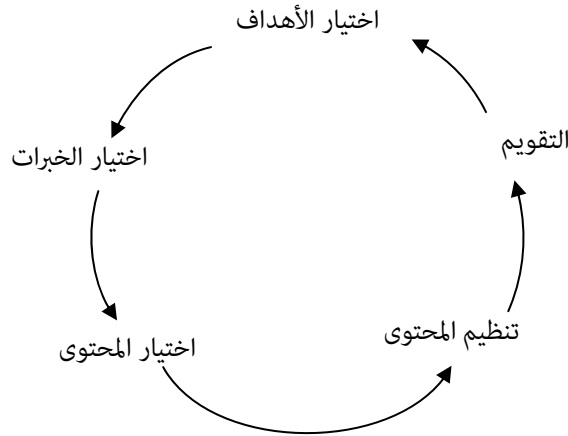 اختيار الأهداف
اختيار الخبرات
اختيار المحتوى
تنظيم المحتوى
التقويم